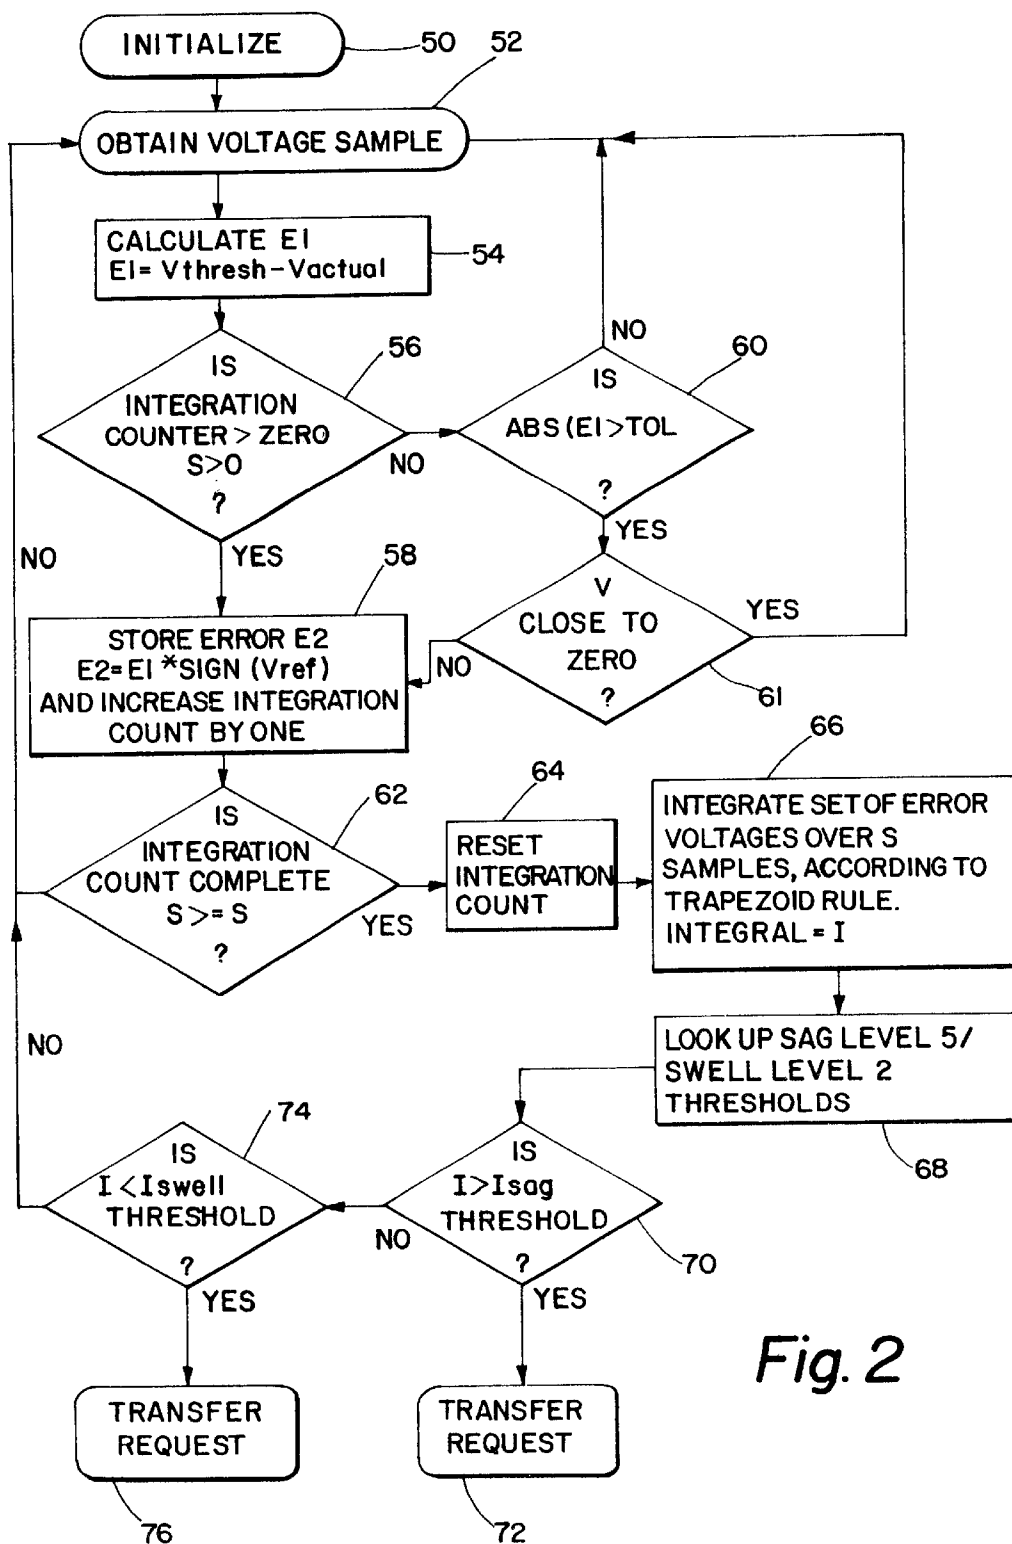 INITIALIZE
50
52
OBTAIN VOLTAGE SAMPLE
CALCULATE E1
E1= Vthresh-Vactual
54
NO
56
60
IS
INTEGRATION
COUNTER > ZERO
S>0
?
NO
YES
IS
ABS (E1>TOL
?
YES
NO
58
V
CLOSE TO
ZERO
?
YES
NO
61
STORE ERROR E2
E2=E1 *SIGN (Vref)
AND INCREASE INTEGRATION
COUNT BY ONE
62
64
66
IS
INTEGRATION
COUNT COMPLETE
S >= S
?
YES
RESET
INTEGRATION
COUNT
INTEGRATE SET OF ERROR
VOLTAGES OVER S
SAMPLES, ACCORDING TO
TRAPEZOID RULE.
INTEGRAL = I
NO
LOOK UP SAG LEVEL 5/
SWELL LEVEL 2
THRESHOLDS
68
74
IS
I < Iswell
THRESHOLD
?
YES
NO
IS
I>Isag
THRESHOLD
?
YES
70
Fig. 2
TRANSFER
REQUEST
76
TRANSFER
REQUEST
72